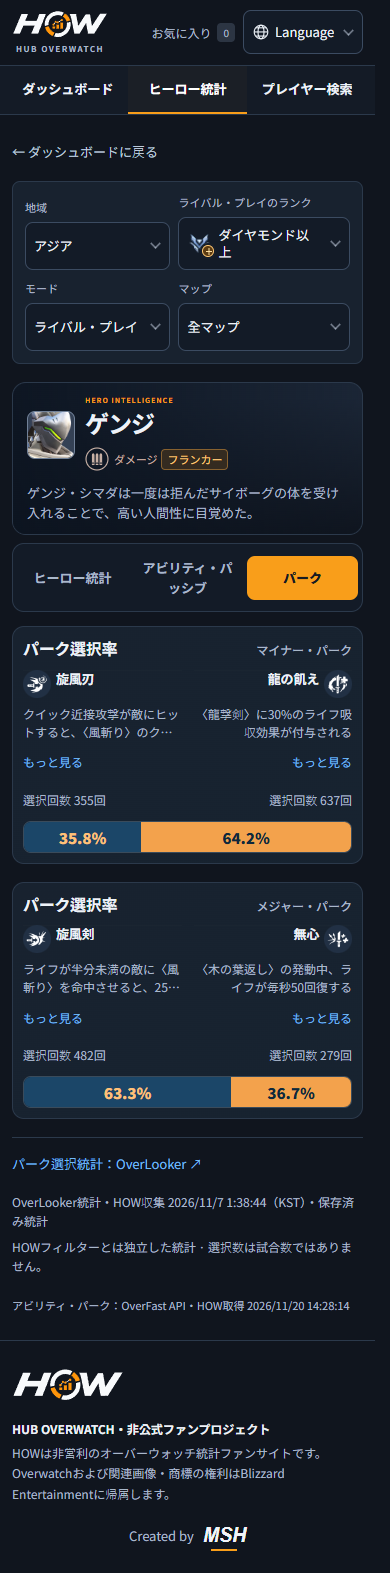 HOW
HUB OVERWATCH
お気に入り 0
Language
ダッシュボード ヒーロー統計 プレイヤー検索
← ダッシュボードに戻る
地域
ライバル・プレイのランク
アジア
ダイヤモンド以
上
モード
マップ
ライバル・プレイ
全マップ
HERO INTELLIGENCE
ゲンジ
ダメージ フランカー
ゲンジ・シマダは一度は拒んだサイボーグの体を受け
入れることで、高い人間性に目覚めた。
ヒーロー統計
アビリティ・パ
ッシブ
パーク
パーク選択率 マイナー・パーク
旋風刃 龍の飢え
クイック近接攻撃が敵にヒッ
トすると、〈風斬り〉のク…
〈龍撃剣〉に30%のライフ吸
収効果が付与される
もっと見る もっと見る
選択回数 355回 選択回数 637回
35.8% 64.2%
パーク選択率 メジャー・パーク
旋風剣 無心
ライフが半分未満の敵に〈風
斬り〉を命中させると、25…
〈木の葉返し〉の発動中、ラ
イフが毎秒50回復する
もっと見る もっと見る
選択回数 482回 選択回数 279回
63.3% 36.7%
パーク選択統計：OverLooker ↗
OverLooker統計・HOW収集 2026/11/7 1:38:44（KST）・保存済
み統計
HOWフィルターとは独立した統計 · 選択数は試合数ではありま
せん。
アビリティ・パーク：OverFast API・HOW取得 2026/11/20 14:28:14
HOW
HUB OVERWATCH・非公式ファンプロジェクト
HOWは非営利のオーバーウォッチ統計ファンサイトです。
Overwatchおよび関連画像・商標の権利はBlizzard
Entertainmentに帰属します。
Created by MSH